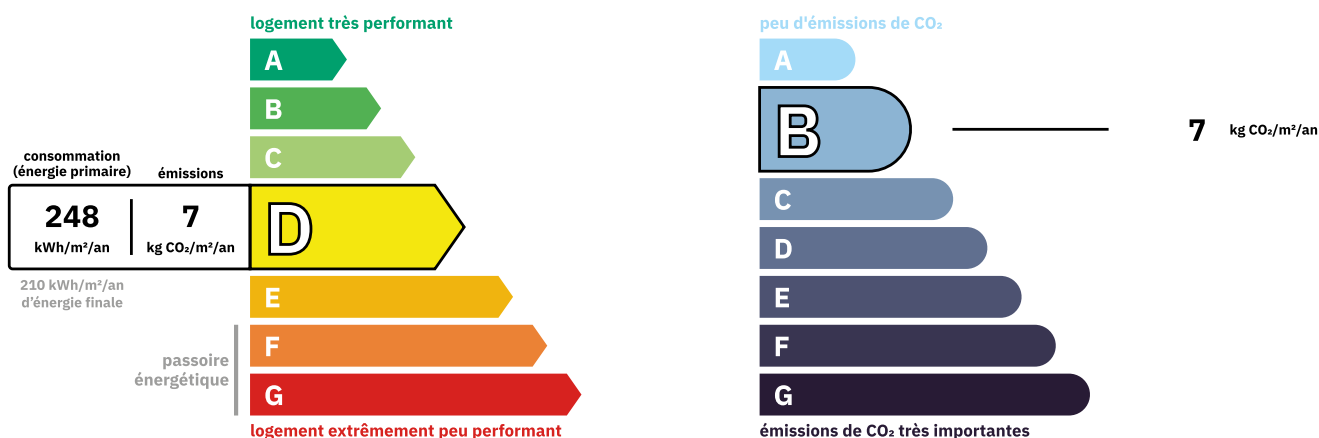 logement très performant
A
B
C
consommation
(énergie primaire)
émissions
248
kWh/m²/an
7
kg CO₂/m²/an
D
210 kWh/m²/an
d'énergie finale
E
passoire
énergétique
F
G
logement extrêmement peu performant
peu d'émissions de CO₂
A
B
7 kg CO₂/m²/an
C
D
E
F
G
émissions de CO₂ très importantes